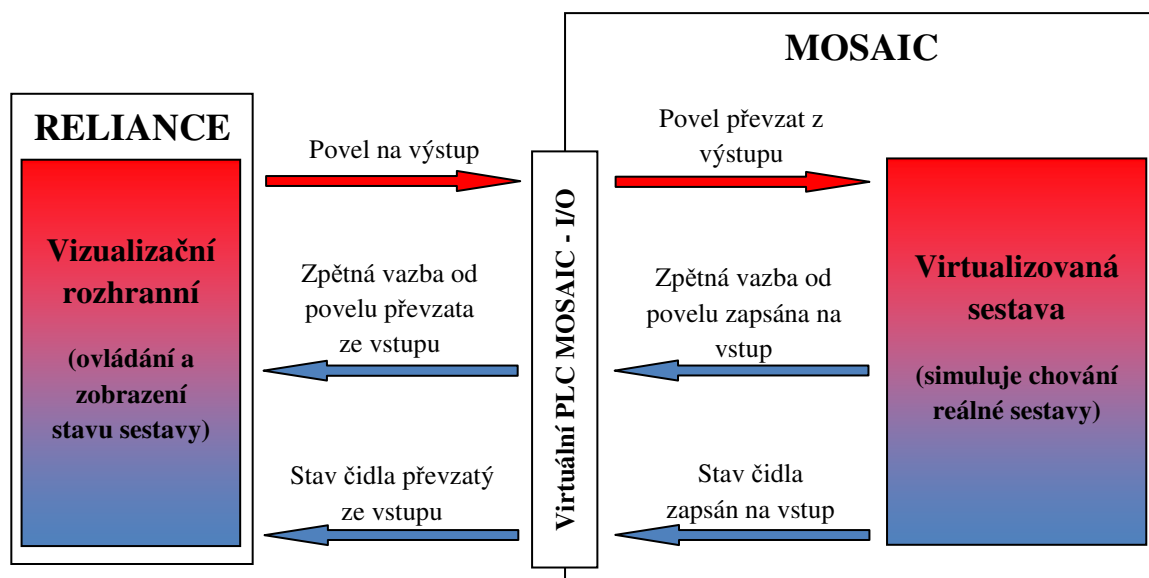 MOSAIC
RELIANCE
Vizualizační
rozhranní
(ovládání a
zobrazení
stavu sestavy)
Povel na výstup
Zpětná vazba od
povelu převzata
ze vstupu
Stav čidla převzatý
ze vstupu
Virtuální PLC MOSAIC - I/O
Povel převzat z
výstupu
Zpětná vazba od
povelu zapsána na
vstup
Stav čidla
zapsán na vstup
Virtualizovaná
sestava
(simuluje chování
reálné sestavy)